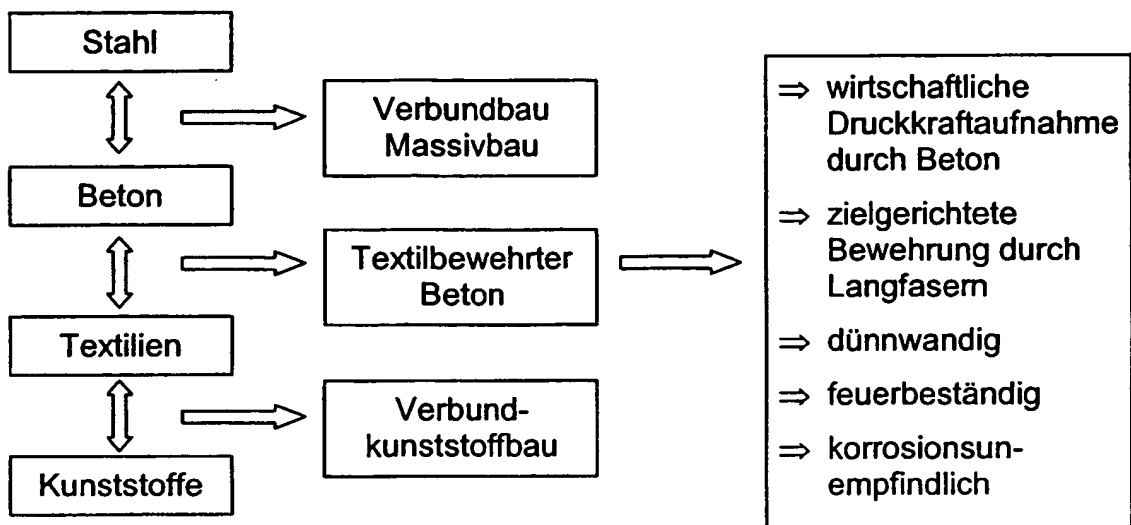 Stahl
Verbundbau
Massivbau
Beton
Textilbewehrter
Beton
Textilien
Verbund-
kunststoffbau
Kunststoffe
⇒ wirtschaftliche
Druckkraftaufnahme
durch Beton
⇒ zielgerichtete
Bewehrung durch
Langfasern
⇒ dünnwandig
⇒ feuerbeständig
⇒ korrosionsun-
empfindlich